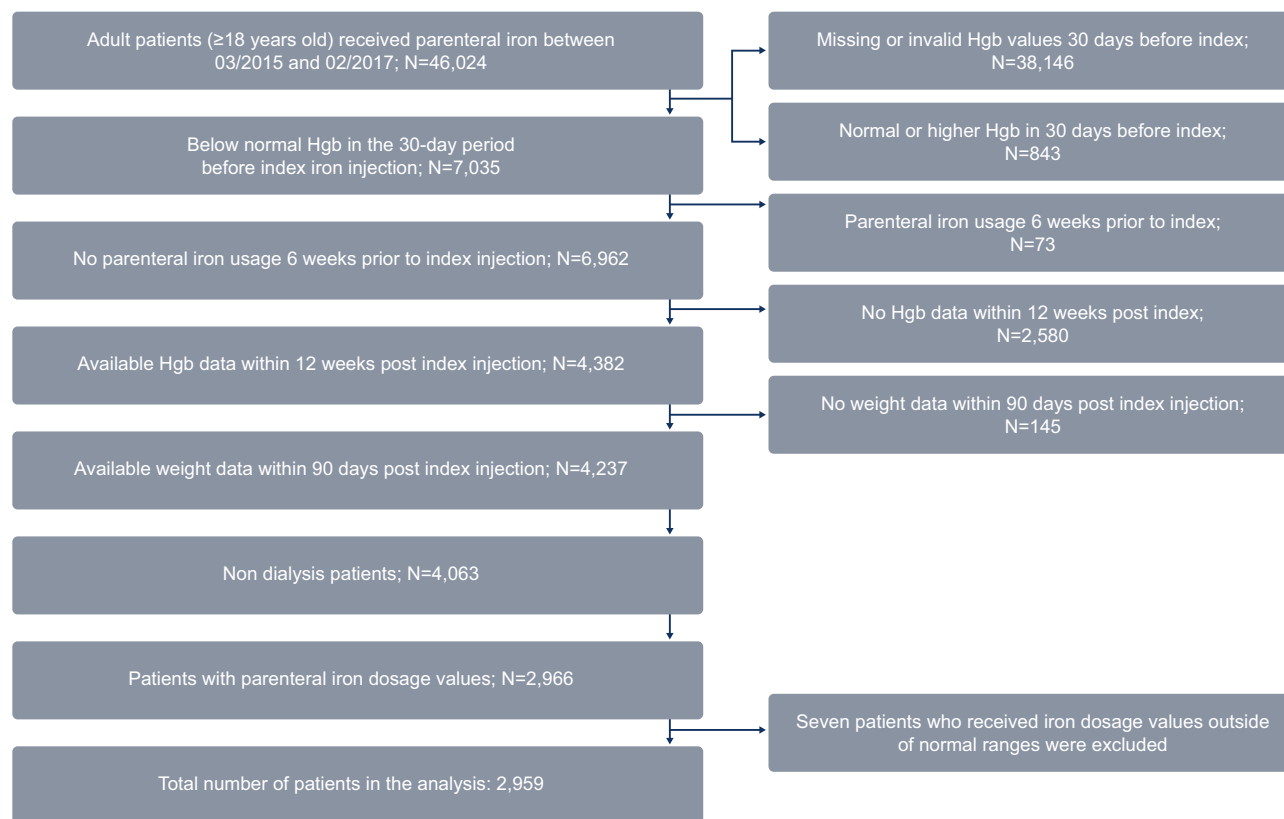 Adult patients (≥18 years old) received parenteral iron between
03/2015 and 02/2017; N=46,024
Missing or invalid Hgb values 30 days before index;
N=38,146
Normal or higher Hgb in 30 days before index;
N=843
Below normal Hgb in the 30-day period
before index iron injection; N=7,035
Parenteral iron usage 6 weeks prior to index;
N=73
No parenteral iron usage 6 weeks prior to index injection; N=6,962
No Hgb data within 12 weeks post index;
N=2,580
Available Hgb data within 12 weeks post index injection; N=4,382
No weight data within 90 days post index injection;
N=145
Available weight data within 90 days post index injection; N=4,237
Non dialysis patients; N=4,063
Patients with parenteral iron dosage values; N=2,966
Seven patients who received iron dosage values outside
of normal ranges were excluded
Total number of patients in the analysis: 2,959